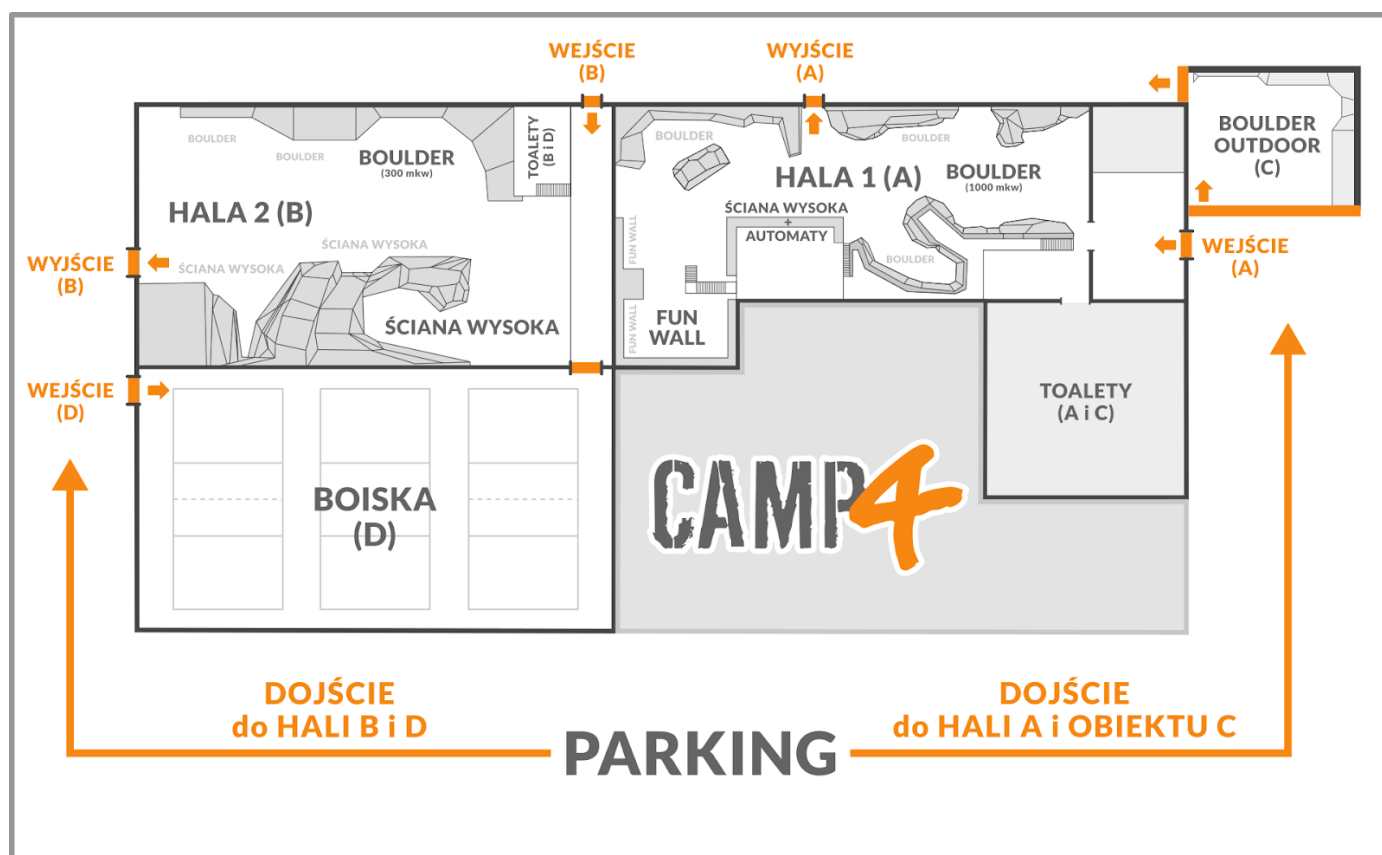 WEJŚCIE
(B)
WYJŚCIE
(A)
BOULDER
BOULDER
BOULDER
(300 mkw)
TOALETY
(B i D)
HALA 2 (B)
ŚCIANA WYSOKA
ŚCIANA WYSOKA
ŚCIANA WYSOKA
WYJŚCIE
(B)
BOULDER
BOULDER
BOULDER
(1000 mkw)
HALA 1 (A)
ŚCIANA WYSOKA
+
AUTOMATY
BOULDER
FUN WALL
FUN WALL
FUN
WALL
BOULDER
OUTDOOR
(C)
WEJŚCIE
(A)
TOALETY
(A i C)
WEJŚCIE
(D)
BOISKA
(D)
CAMP4
DOJŚCIE
do HALI B i D
PARKING
DOJŚCIE
do HALI A i OBIEKTU C